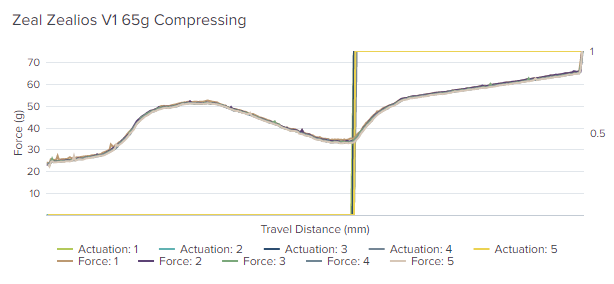 Zeal Zealios V1 65g Compressing
70
60
50
40
30
20
10
Force (g)
1
0.5
Travel Distance (mm)
Actuation: 1 Actuation: 2 Actuation: 3 Actuation: 4 Actuation: 5
Force: 1 Force: 2 Force: 3 Force: 4 Force: 5